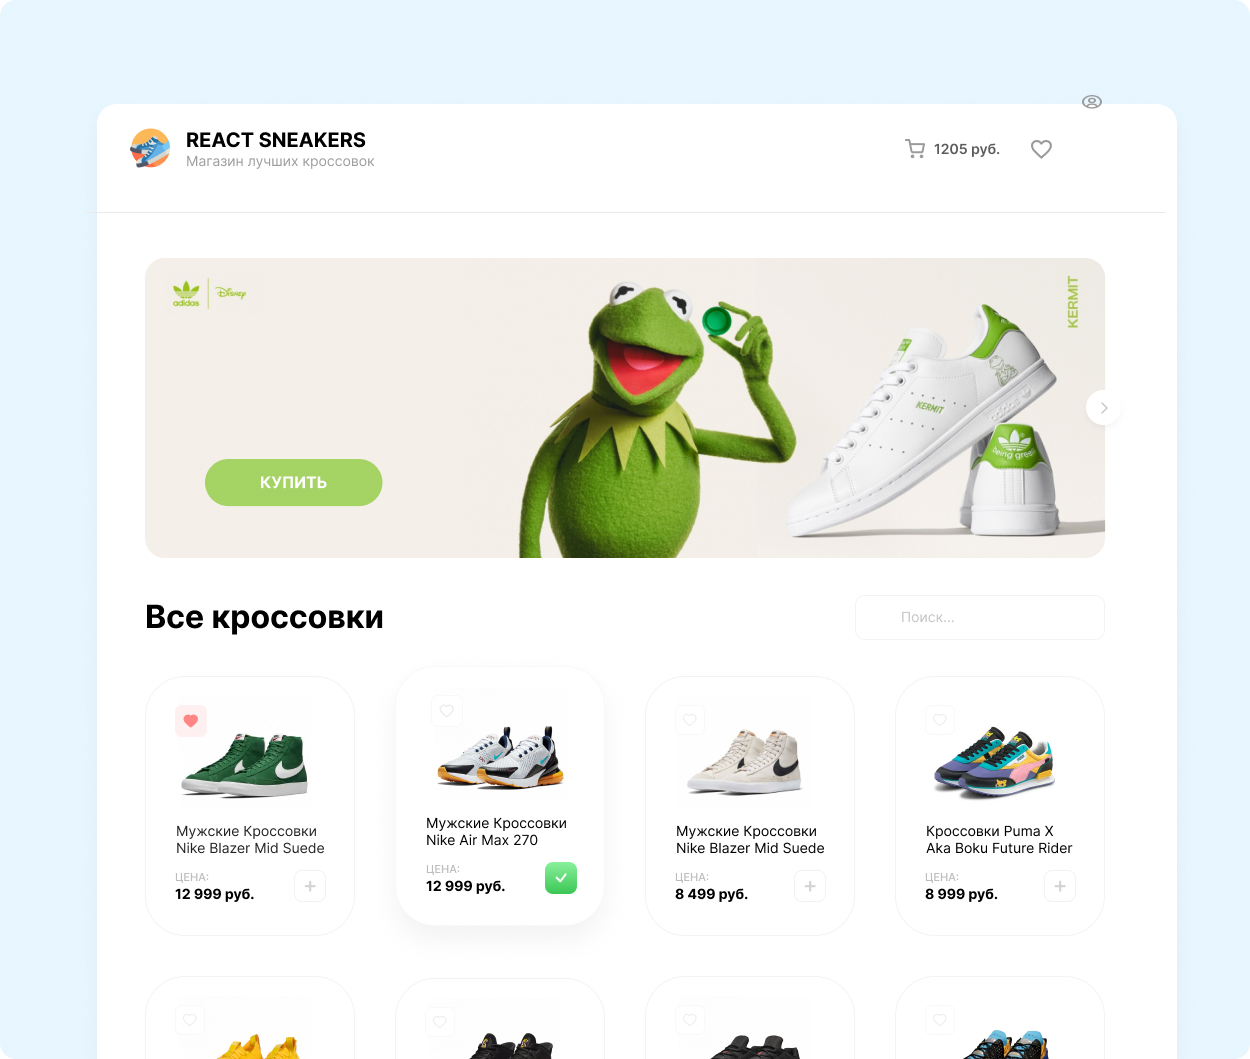 REACT SNEAKERS
Магазин лучших кроссовок
1205 руб.
adidas
Disney
KERMIT
KERMIT
being green
КУПИТЬ
Все кроссовки
Поиск...
Мужские Кроссовки
Nike Blazer Mid Suede
ЦЕНА:
12 999 руб.
Мужские Кроссовки
Nike Air Max 270
ЦЕНА:
12 999 руб.
Мужские Кроссовки
Nike Blazer Mid Suede
ЦЕНА:
8 499 руб.
Кроссовки Puma X
Aka Boku Future Rider
ЦЕНА:
8 999 руб.